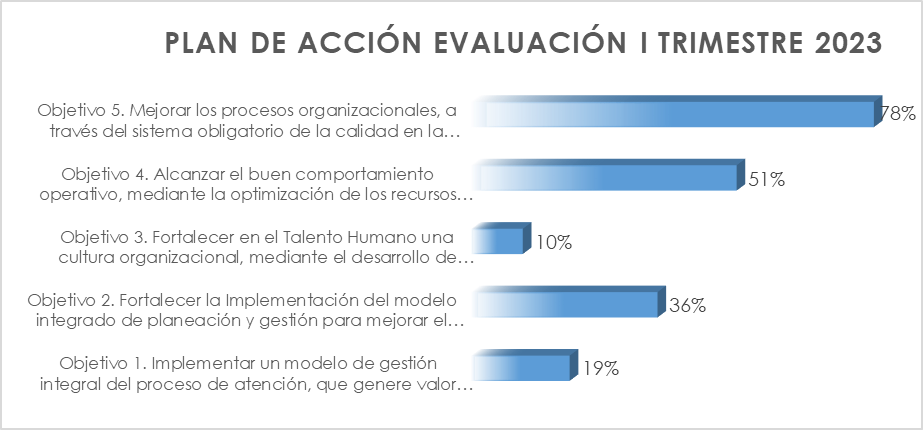 PLAN DE ACCIÓN EVALUACIÓN I TRIMESTRE 2023
Objetivo 5. Mejorar los procesos organizacionales, a
través del sistema obligatorio de la calidad en la…
78%
Objetivo 4. Alcanzar el buen comportamiento
operativo, mediante la optimización de los recursos…
51%
Objetivo 3. Fortalecer en el Talento Humano una
cultura organizacional, mediante el desarrollo de…
10%
Objetivo 2. Fortalecer la Implementación del modelo
integrado de planeación y gestión para mejorar el…
36%
Objetivo 1. Implementar un modelo de gestión
integral del proceso de atención, que genere valor…
19%